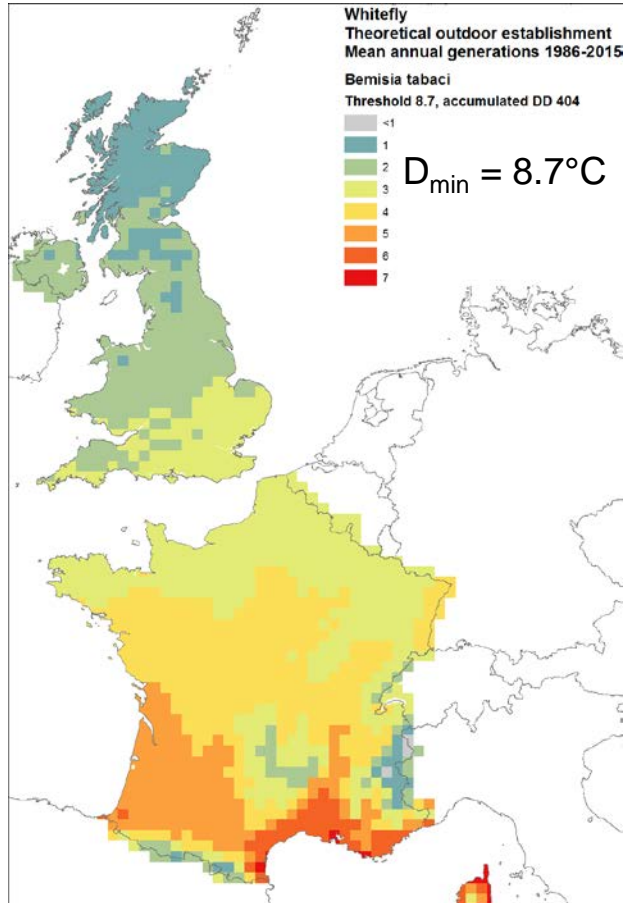 Whitefly
Theoretical outdoor establishment
Mean annual generations 1986-2015
Bemisia tabaci
Threshold 8.7, accumulated DD 404
<1
1
2
3
4
5
6
7
Dmin = 8.7°C